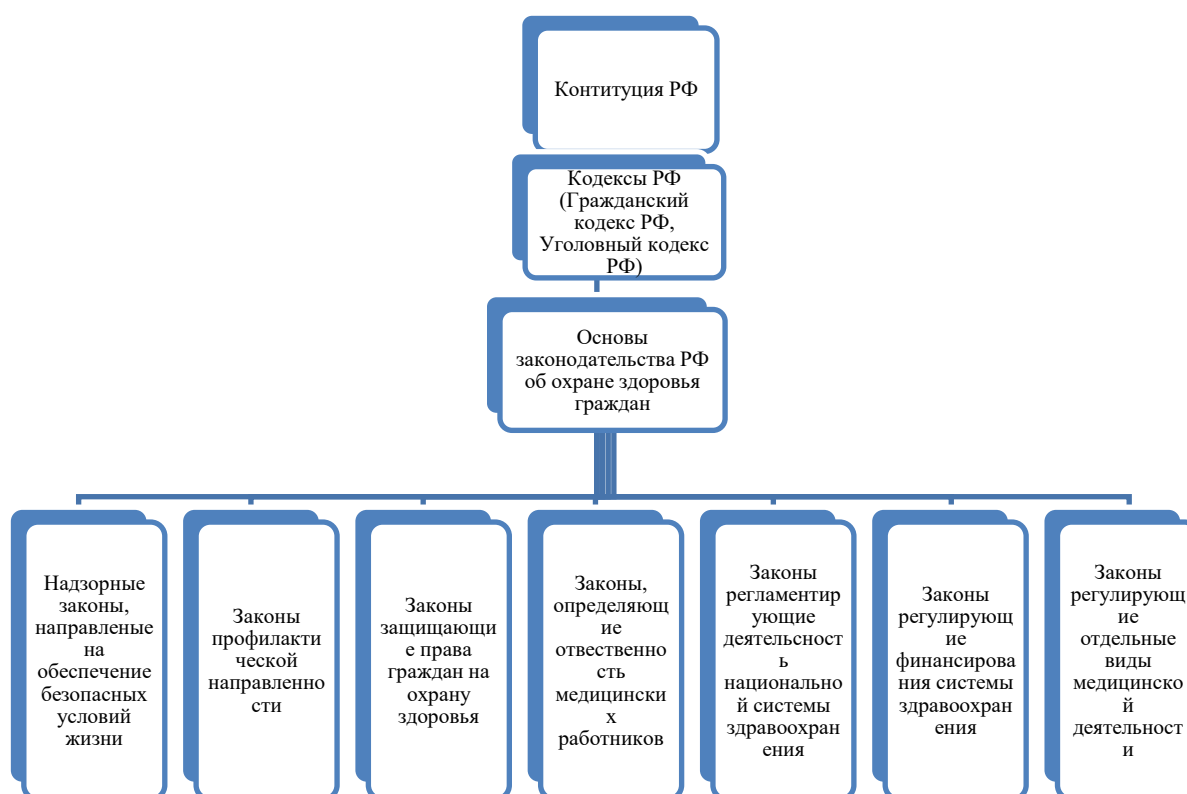 Контитуция РФ
Кодексы РФ
(Гражданский
кодекс РФ,
Уголовный кодекс
РФ)
Основы
законодательства РФ
об охране здоровья
граждан
Надзорные
законы,
направленые
на
обеспечение
безопасных
условий
жизни
Законы
профилакти
ческой
направленно
сти
Законы
защищающи
е права
граждан на
охрану
здоровья
Законы,
определяющ
ие
отвественно
сть
медицински
х
работников
Законы
регламентир
ующие
деятельсност
ь
национально
й системы
здравоохран
ения
Законы
регулирующ
ие
финансирова
ния системы
здравоохран
ения
Законы
регулирующ
ие
отдельные
виды
медицинско
й
деятельност
и